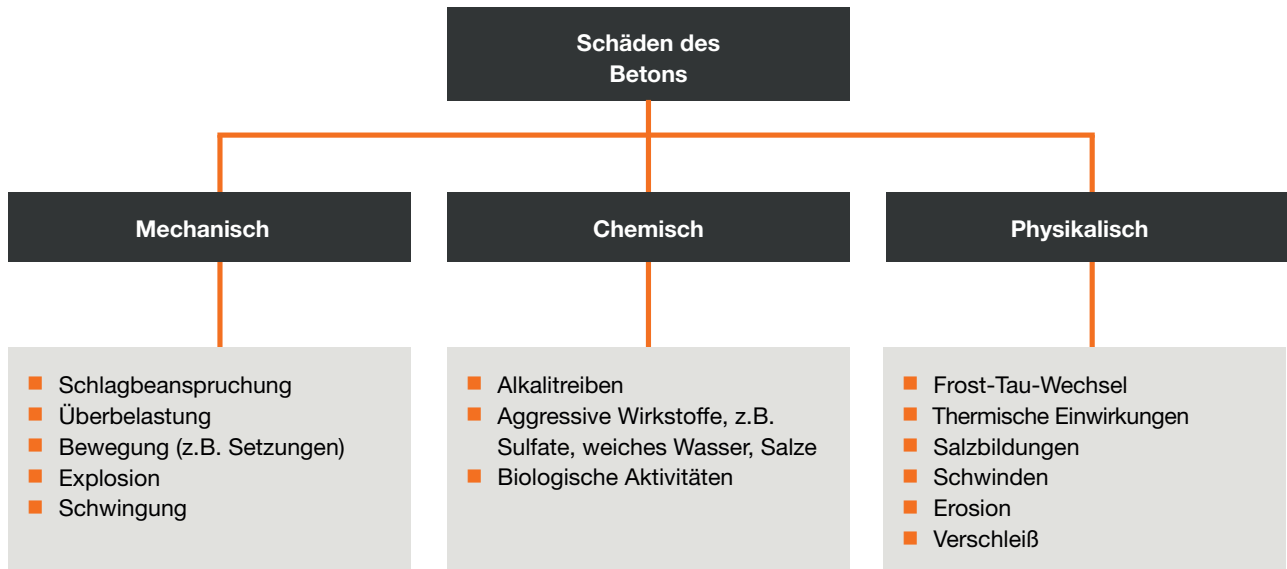 Schäden des
Betons
Mechanisch
Chemisch
Physikalisch
Schlagbeanspruchung
Überbelastung
Bewegung (z.B. Setzungen)
Explosion
Schwingung
Alkalitreiben
Aggressive Wirkstoffe, z.B.
Sulfate, weiches Wasser, Salze
Biologische Aktivitäten
Frost-Tau-Wechsel
Thermische Einwirkungen
Salzbildungen
Schwinden
Erosion
Verschleiß